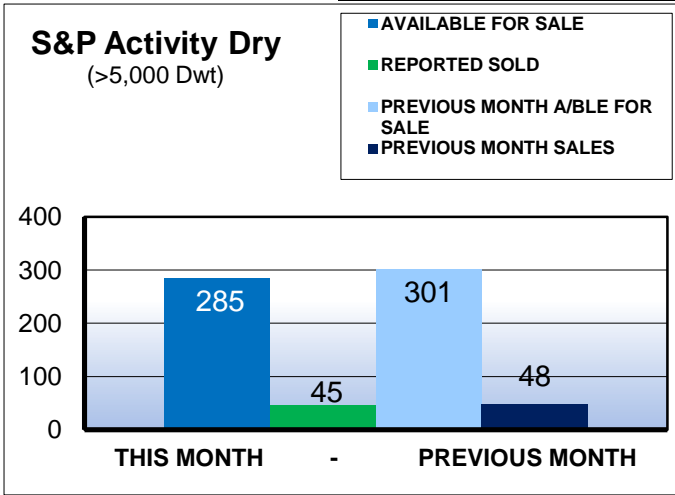 S&P Activity Dry
(>5,000 Dwt)
AVAILABLE FOR SALE
REPORTED SOLD
PREVIOUS MONTH A/BLE FOR
SALE
PREVIOUS MONTH SALES
400
300
200
100
0
285
45
301
48
THIS MONTH - PREVIOUS MONTH